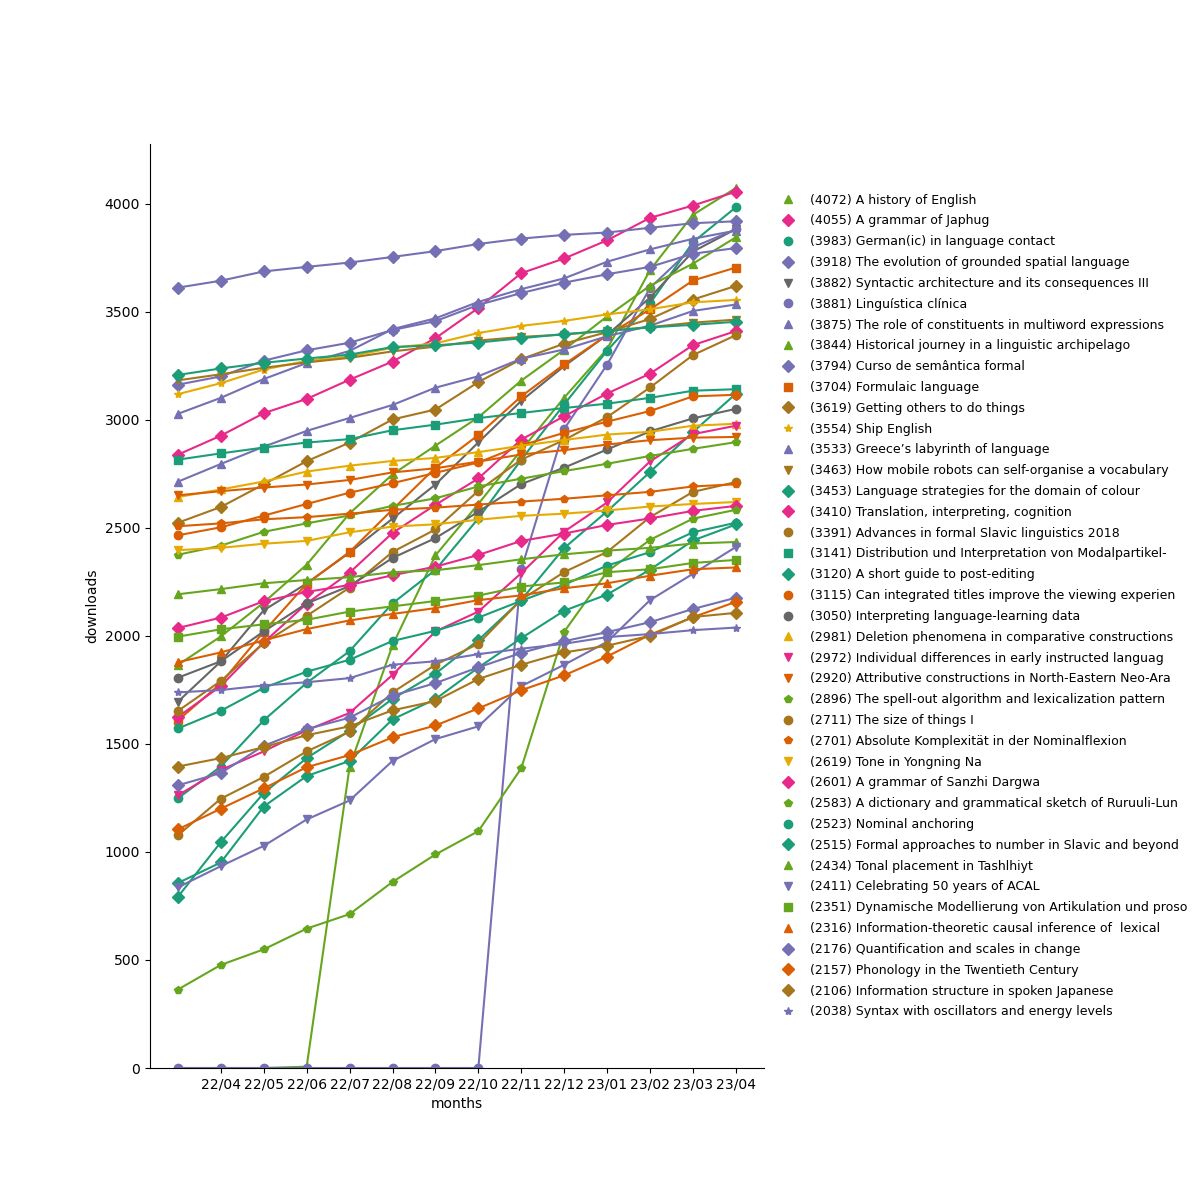 4000
3500
3000
2500
2000
1500
1000
500
0
downloads
22/04 22/05 22/06 22/07 22/08 22/09 22/10 22/11 22/12 23/01 23/02 23/03 23/04
months
(4072) A history of English
(4055) A grammar of Japhug
(3983) German(ic) in language contact
(3918) The evolution of grounded spatial language
(3882) Syntactic architecture and its consequences III
(3881) Linguística clínica
(3875) The role of constituents in multiword expressions
(3844) Historical journey in a linguistic archipelago
(3794) Curso de semântica formal
(3704) Formulaic language
(3619) Getting others to do things
(3554) Ship English
(3533) Greece’s labyrinth of language
(3463) How mobile robots can self-organise a vocabulary
(3453) Language strategies for the domain of colour
(3410) Translation, interpreting, cognition
(3391) Advances in formal Slavic linguistics 2018
(3141) Distribution und Interpretation von Modalpartikel-
(3120) A short guide to post-editing
(3115) Can integrated titles improve the viewing experien
(3050) Interpreting language-learning data
(2981) Deletion phenomena in comparative constructions
(2972) Individual differences in early instructed languag
(2920) Attributive constructions in North-Eastern Neo-Ara
(2896) The spell-out algorithm and lexicalization pattern
(2711) The size of things I
(2701) Absolute Komplexität in der Nominalflexion
(2619) Tone in Yongning Na
(2601) A grammar of Sanzhi Dargwa
(2583) A dictionary and grammatical sketch of Ruruuli-Lun
(2523) Nominal anchoring
(2515) Formal approaches to number in Slavic and beyond
(2434) Tonal placement in Tashlhiyt
(2411) Celebrating 50 years of ACAL
(2351) Dynamische Modellierung von Artikulation und proso
(2316) Information-theoretic causal inference of  lexical
(2176) Quantification and scales in change
(2157) Phonology in the Twentieth Century
(2106) Information structure in spoken Japanese
(2038) Syntax with oscillators and energy levels